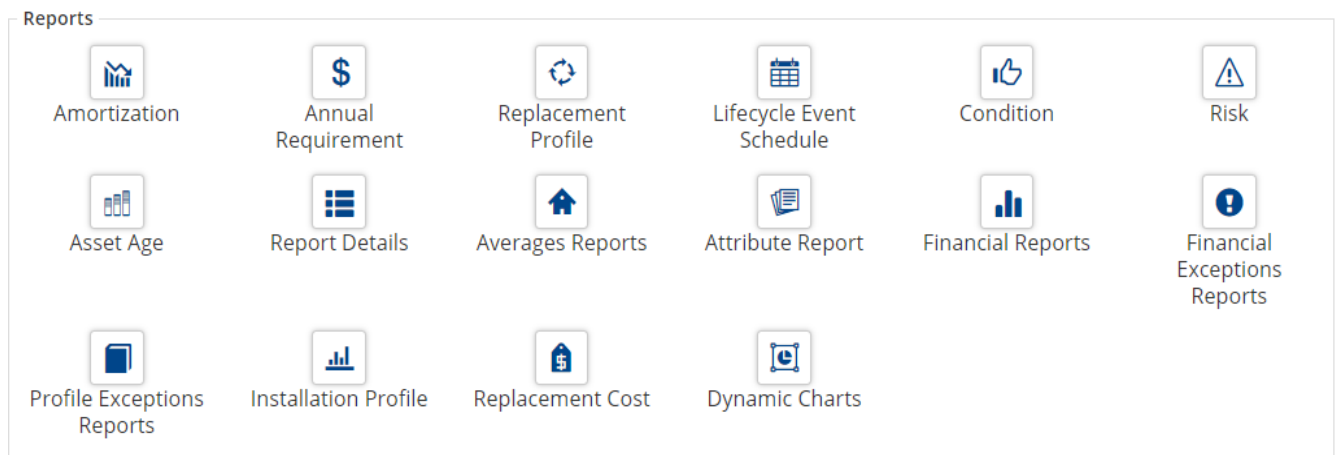 Reports
Amortization
Annual
Requirement
Replacement
Profile
Lifecycle Event
Schedule
Condition
Risk
Asset Age
Report Details
Averages Reports
Attribute Report
Financial Reports
Financial
Exceptions
Reports
Profile Exceptions
Reports
Installation Profile
Replacement Cost
Dynamic Charts